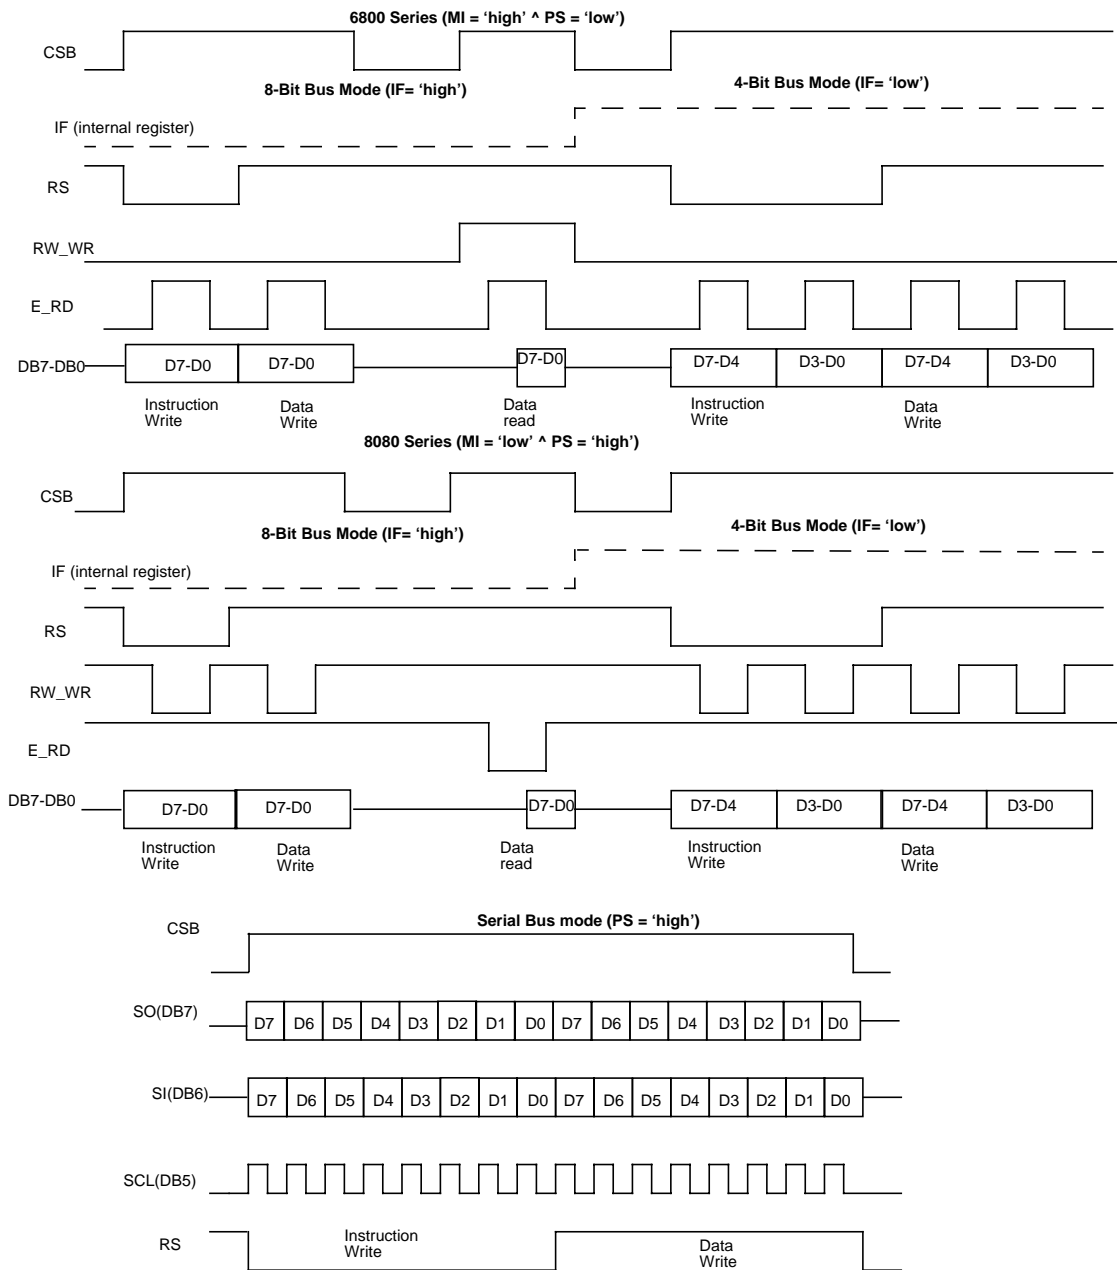 6800 Series (MI = ‘high’ ^ PS = ‘low’)
CSB
8-Bit Bus Mode (IF= ‘high’)
4-Bit Bus Mode (IF= ‘low’)
IF (internal register)
RS
RW_WR
E_RD
DB7-DB0
D7-D0
D7-D0
D7-D0
D7-D4
D3-D0
D7-D4
D3-D0
Instruction
Write
Data
Write
Data
read
Instruction
Write
Data
Write
8080 Series (MI = ‘low’ ^ PS = ‘high’)
CSB
8-Bit Bus Mode (IF= ‘high’)
4-Bit Bus Mode (IF= ‘low’)
IF (internal register)
RS
RW_WR
E_RD
DB7-DB0
D7-D0
D7-D0
D7-D0
D7-D4
D3-D0
D7-D4
D3-D0
Instruction
Write
Data
Write
Data
read
Instruction
Write
Data
Write
Serial Bus mode (PS = ‘high’)
CSB
SO(DB7)
D7 D6 D5 D4 D3 D2 D1 D0 D7 D6 D5 D4 D3 D2 D1 D0
SI(DB6)
D7 D6 D5 D4 D3 D2 D1 D0 D7 D6 D5 D4 D3 D2 D1 D0
SCL(DB5)
RS
Instruction
Write
Data
Write